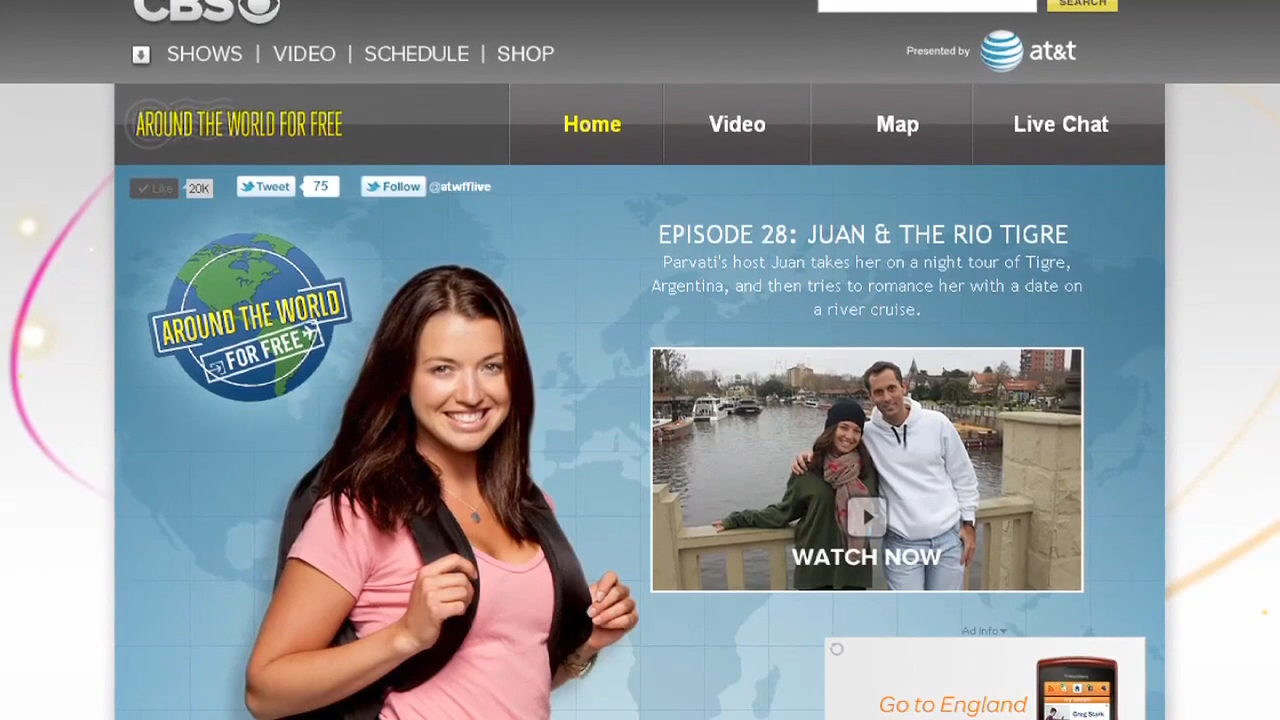 CBS
SEARCH
SHOWS | VIDEO | SCHEDULE | SHOP
Presented by at&t
AROUND THE WORLD FOR FREE
Home
Video
Map
Live Chat
Like 20K
Tweet 75
Follow @atwfflive
EPISODE 28: JUAN & THE RIO TIGRE
Parvati's host Juan takes her on a night tour of Tigre,
Argentina, and then tries to romance her with a date on
a river cruise.
AROUND THE WORLD
FOR FREE
WATCH NOW
Ad Info
Go to England
Greg Stark